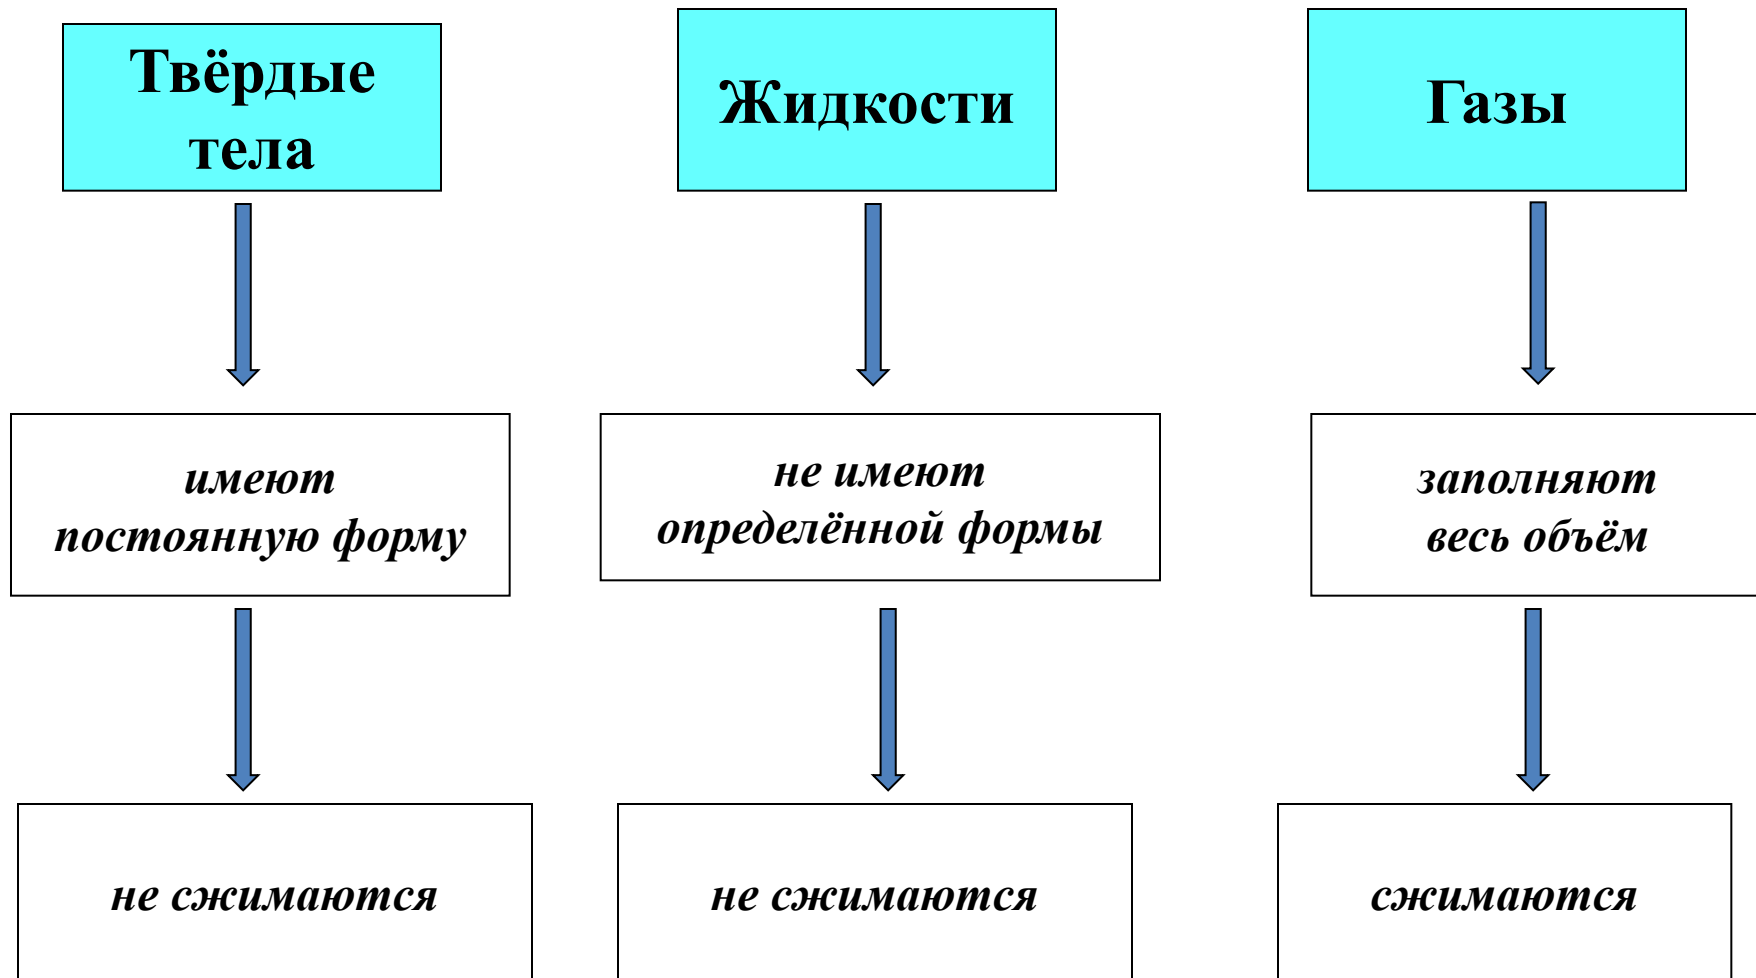 Твёрдые
тела
Жидкости
Газы
имеют
постоянную форму
не имеют
определённой формы
заполняют
весь объём
не сжимаются
не сжимаются
сжимаются